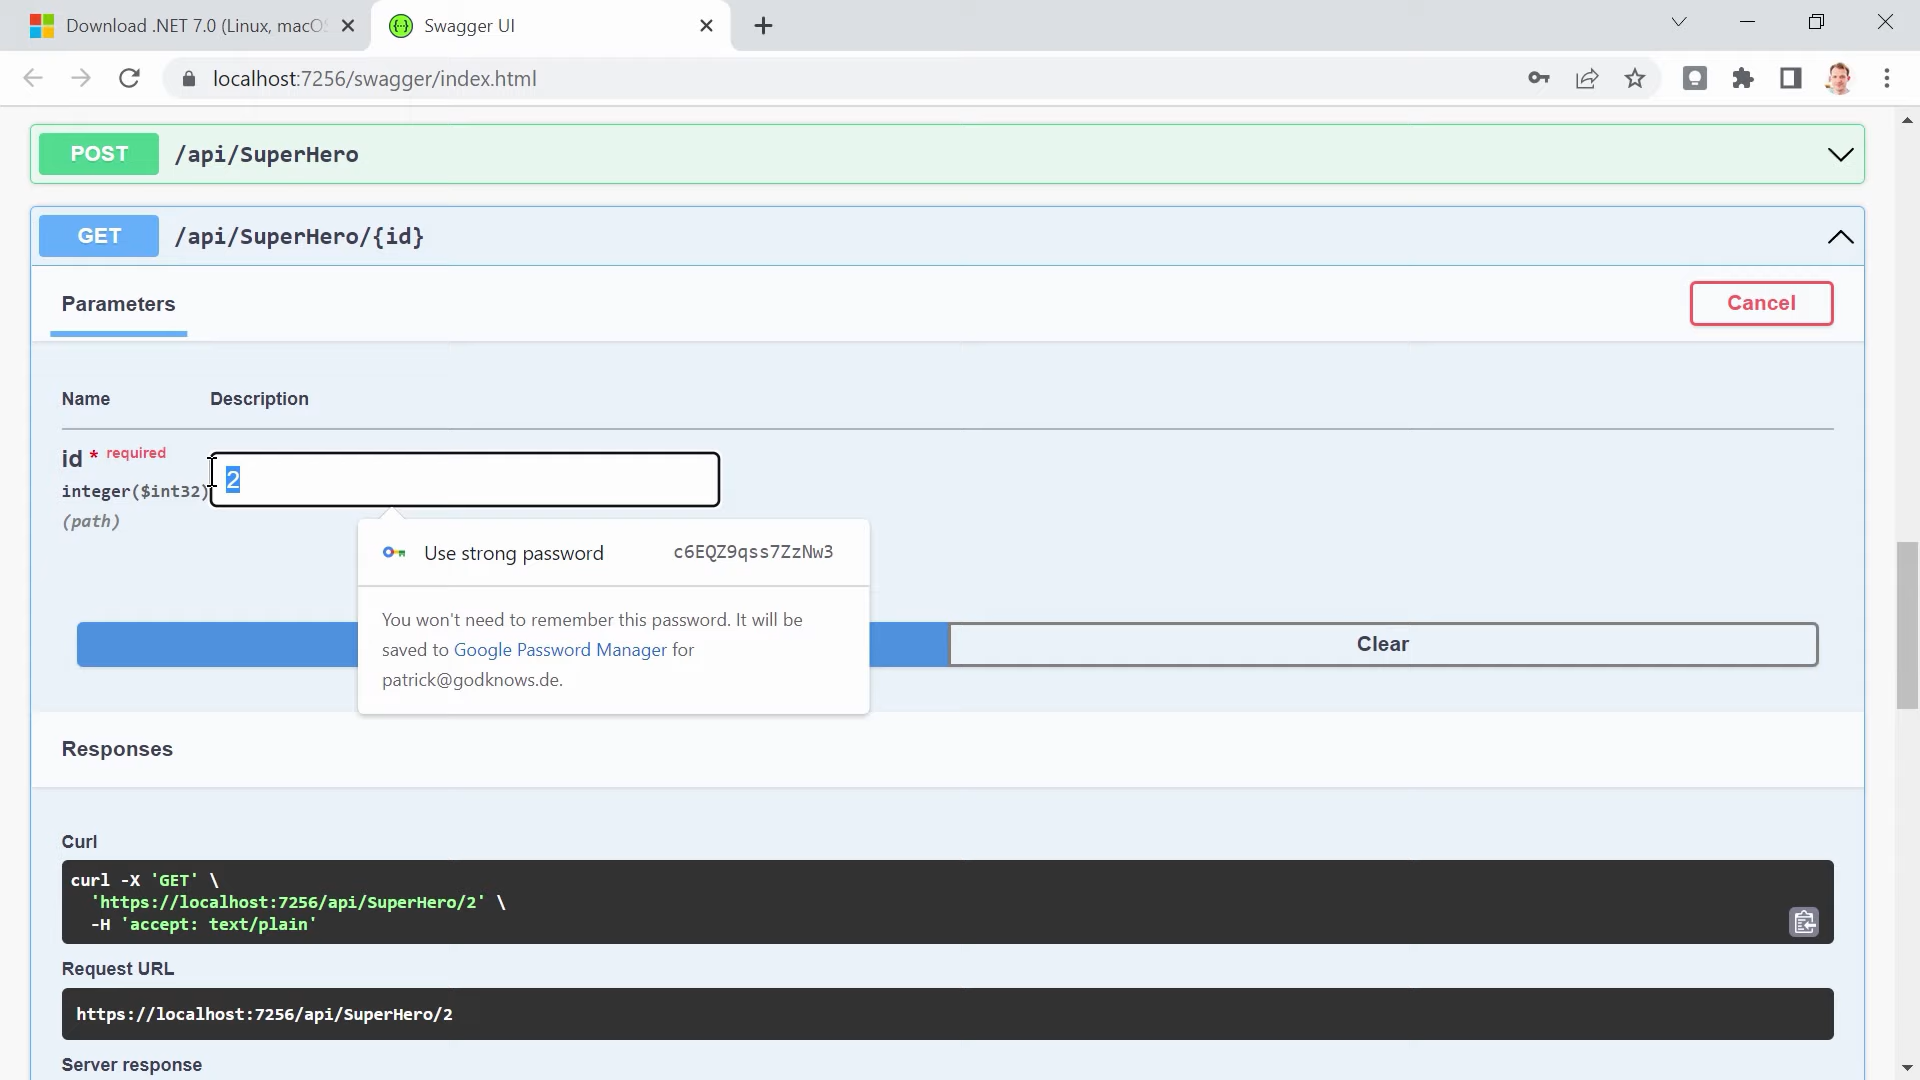 Download .NET 7.0 (Linux, macOS
Swagger UI
localhost:7256/swagger/index.html
POST /api/SuperHero
GET /api/SuperHero/{id}
Parameters
Cancel
Name Description
id * required
integer($int32)
(path)
2
Use strong password c6EQZ9qss7ZzNw3
You won't need to remember this password. It will be
saved to Google Password Manager for
patrick@godknows.de.
Clear
Responses
Curl
curl -X 'GET' \
'https://localhost:7256/api/SuperHero/2' \
-H 'accept: text/plain'
Request URL
https://localhost:7256/api/SuperHero/2
Server response